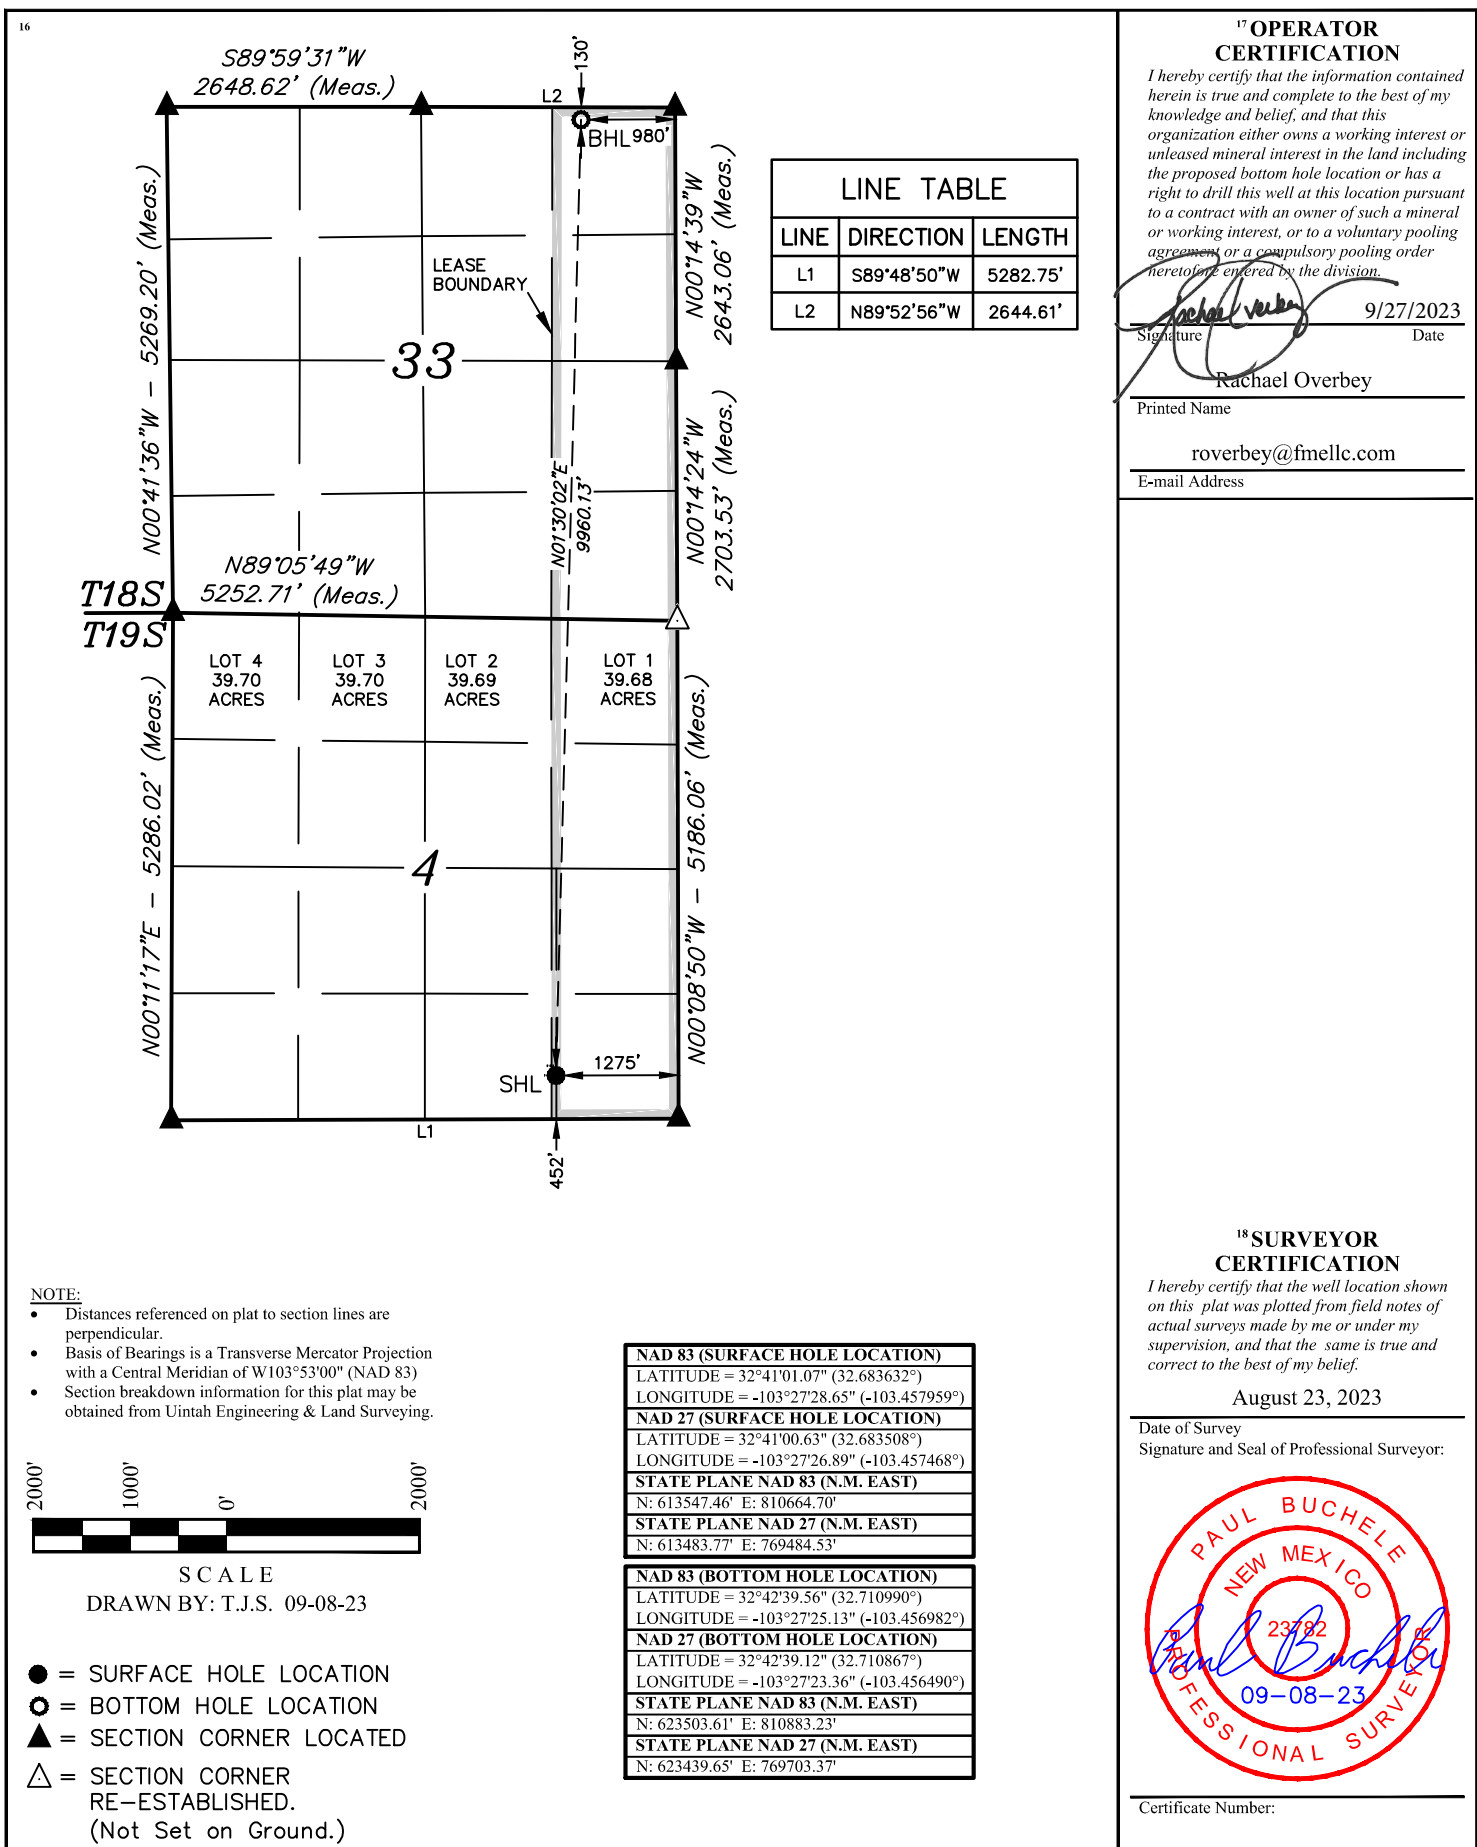 16
S89°59'31"W
2648.62' (Meas.)
130'
L2
BHL
980'
N00°41'36"W - 5269.20' (Meas.)
N00°14'39"W
2643.06' (Meas.)
LEASE
BOUNDARY
33
N00°14'24"W
2703.53' (Meas.)
N01°30'02"E
9960.13'
N89°05'49"W
5252.71' (Meas.)
T18S
T19S
LOT 4
39.70
ACRES
LOT 3
39.70
ACRES
LOT 2
39.69
ACRES
LOT 1
39.68
ACRES
N00°11'17"E - 5286.02' (Meas.)
N00°08'50"W - 5186.06' (Meas.)
4
SHL
1275'
L1
452'
LINE TABLE
LINE DIRECTION LENGTH
L1 S89°48'50"W 5282.75'
L2 N89°52'56"W 2644.61'
NOTE:
• Distances referenced on plat to section lines are
perpendicular.
• Basis of Bearings is a Transverse Mercator Projection
with a Central Meridian of W103°53'00" (NAD 83)
• Section breakdown information for this plat may be
obtained from Uintah Engineering & Land Surveying.
2000' 1000' 0' 2000'
SCALE
DRAWN BY: T.J.S. 09-08-23
= SURFACE HOLE LOCATION
= BOTTOM HOLE LOCATION
= SECTION CORNER LOCATED
= SECTION CORNER
RE-ESTABLISHED.
(Not Set on Ground.)
NAD 83 (SURFACE HOLE LOCATION)
LATITUDE = 32°41'01.07" (32.683632°)
LONGITUDE = -103°27'28.65" (-103.457959°)
NAD 27 (SURFACE HOLE LOCATION)
LATITUDE = 32°41'00.63" (32.683508°)
LONGITUDE = -103°27'26.89" (-103.457468°)
STATE PLANE NAD 83 (N.M. EAST)
N: 613547.46' E: 810664.70'
STATE PLANE NAD 27 (N.M. EAST)
N: 613483.77' E: 769484.53'
NAD 83 (BOTTOM HOLE LOCATION)
LATITUDE = 32°42'39.56" (32.710990°)
LONGITUDE = -103°27'25.13" (-103.456982°)
NAD 27 (BOTTOM HOLE LOCATION)
LATITUDE = 32°42'39.12" (32.710867°)
LONGITUDE = -103°27'23.36" (-103.456490°)
STATE PLANE NAD 83 (N.M. EAST)
N: 623503.61' E: 810883.23'
STATE PLANE NAD 27 (N.M. EAST)
N: 623439.65' E: 769703.37'
17 OPERATOR
CERTIFICATION
I hereby certify that the information contained
herein is true and complete to the best of my
knowledge and belief, and that this
organization either owns a working interest or
unleased mineral interest in the land including
the proposed bottom hole location or has a
right to drill this well at this location pursuant
to a contract with an owner of such a mineral
or working interest, or to a voluntary pooling
agreement or a compulsory pooling order
heretofore entered by the division.
Rachael Overbey 9/27/2023
Signature Date
Rachael Overbey
Printed Name
roverbey@fmellc.com
E-mail Address
18 SURVEYOR
CERTIFICATION
I hereby certify that the well location shown
on this plat was plotted from field notes of
actual surveys made by me or under my
supervision, and that the same is true and
correct to the best of my belief.
August 23, 2023
Date of Survey
Signature and Seal of Professional Surveyor:
PAUL BUCHELE
NEW MEXICO
23782
Paul Buchele
09-08-23
PROFESSIONAL SURVEYOR
Certificate Number: